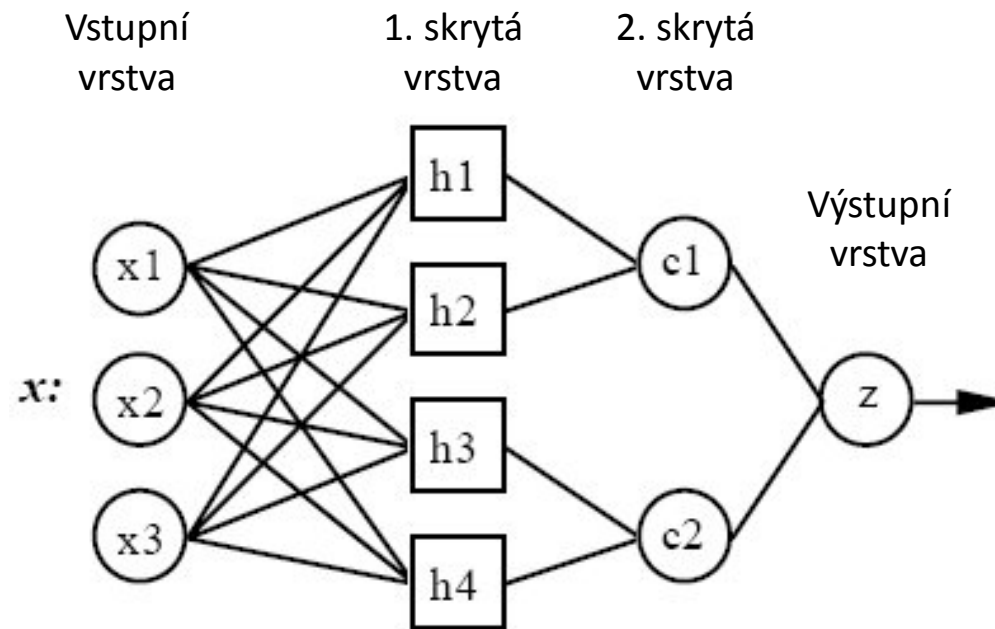 Vstupní
vrstva
1. skrytá
vrstva
2. skrytá
vrstva
Výstupní
vrstva
x:
x1
x2
x3
h1
h2
h3
h4
c1
c2
z